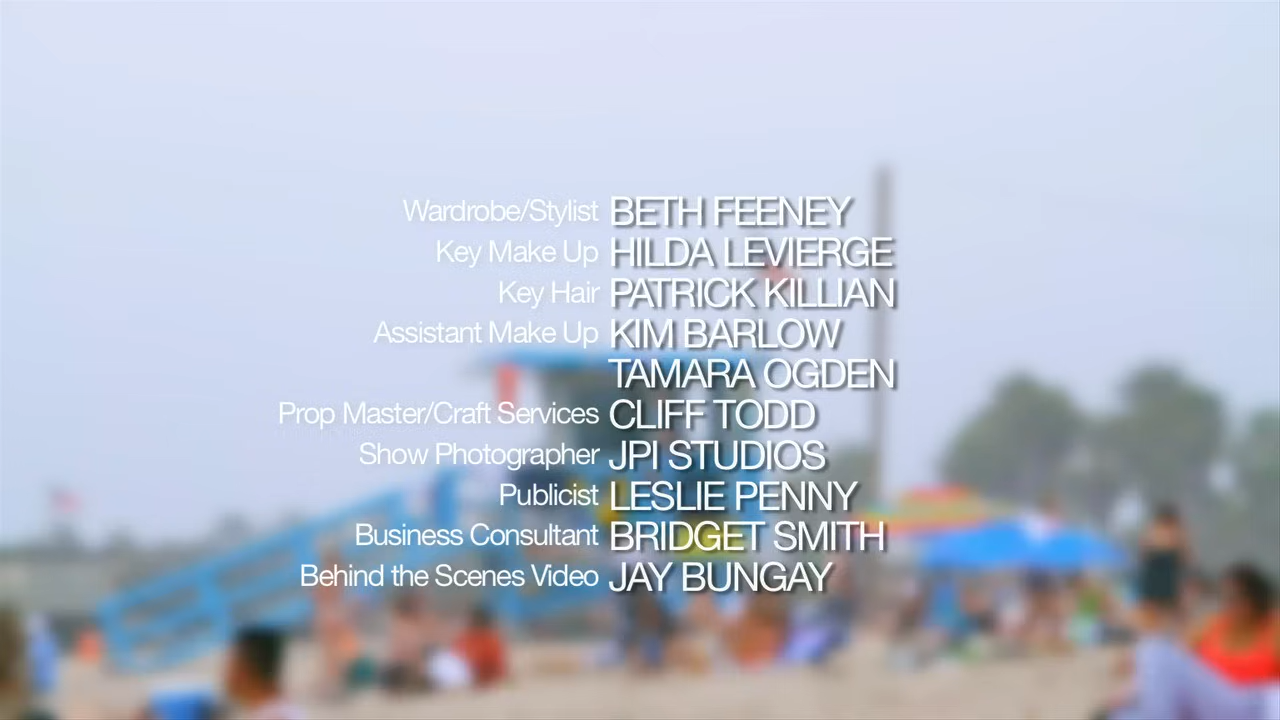 Wardrobe/Stylist BETH FEENEY
Key Make Up HILDA LEVIERGE
Key Hair PATRICK KILLIAN
Assistant Make Up KIM BARLOW
TAMARA OGDEN
Prop Master/Craft Services CLIFF TODD
Show Photographer JPI STUDIOS
Publicist LESLIE PENNY
Business Consultant BRIDGET SMITH
Behind the Scenes Video JAY BUNGAY